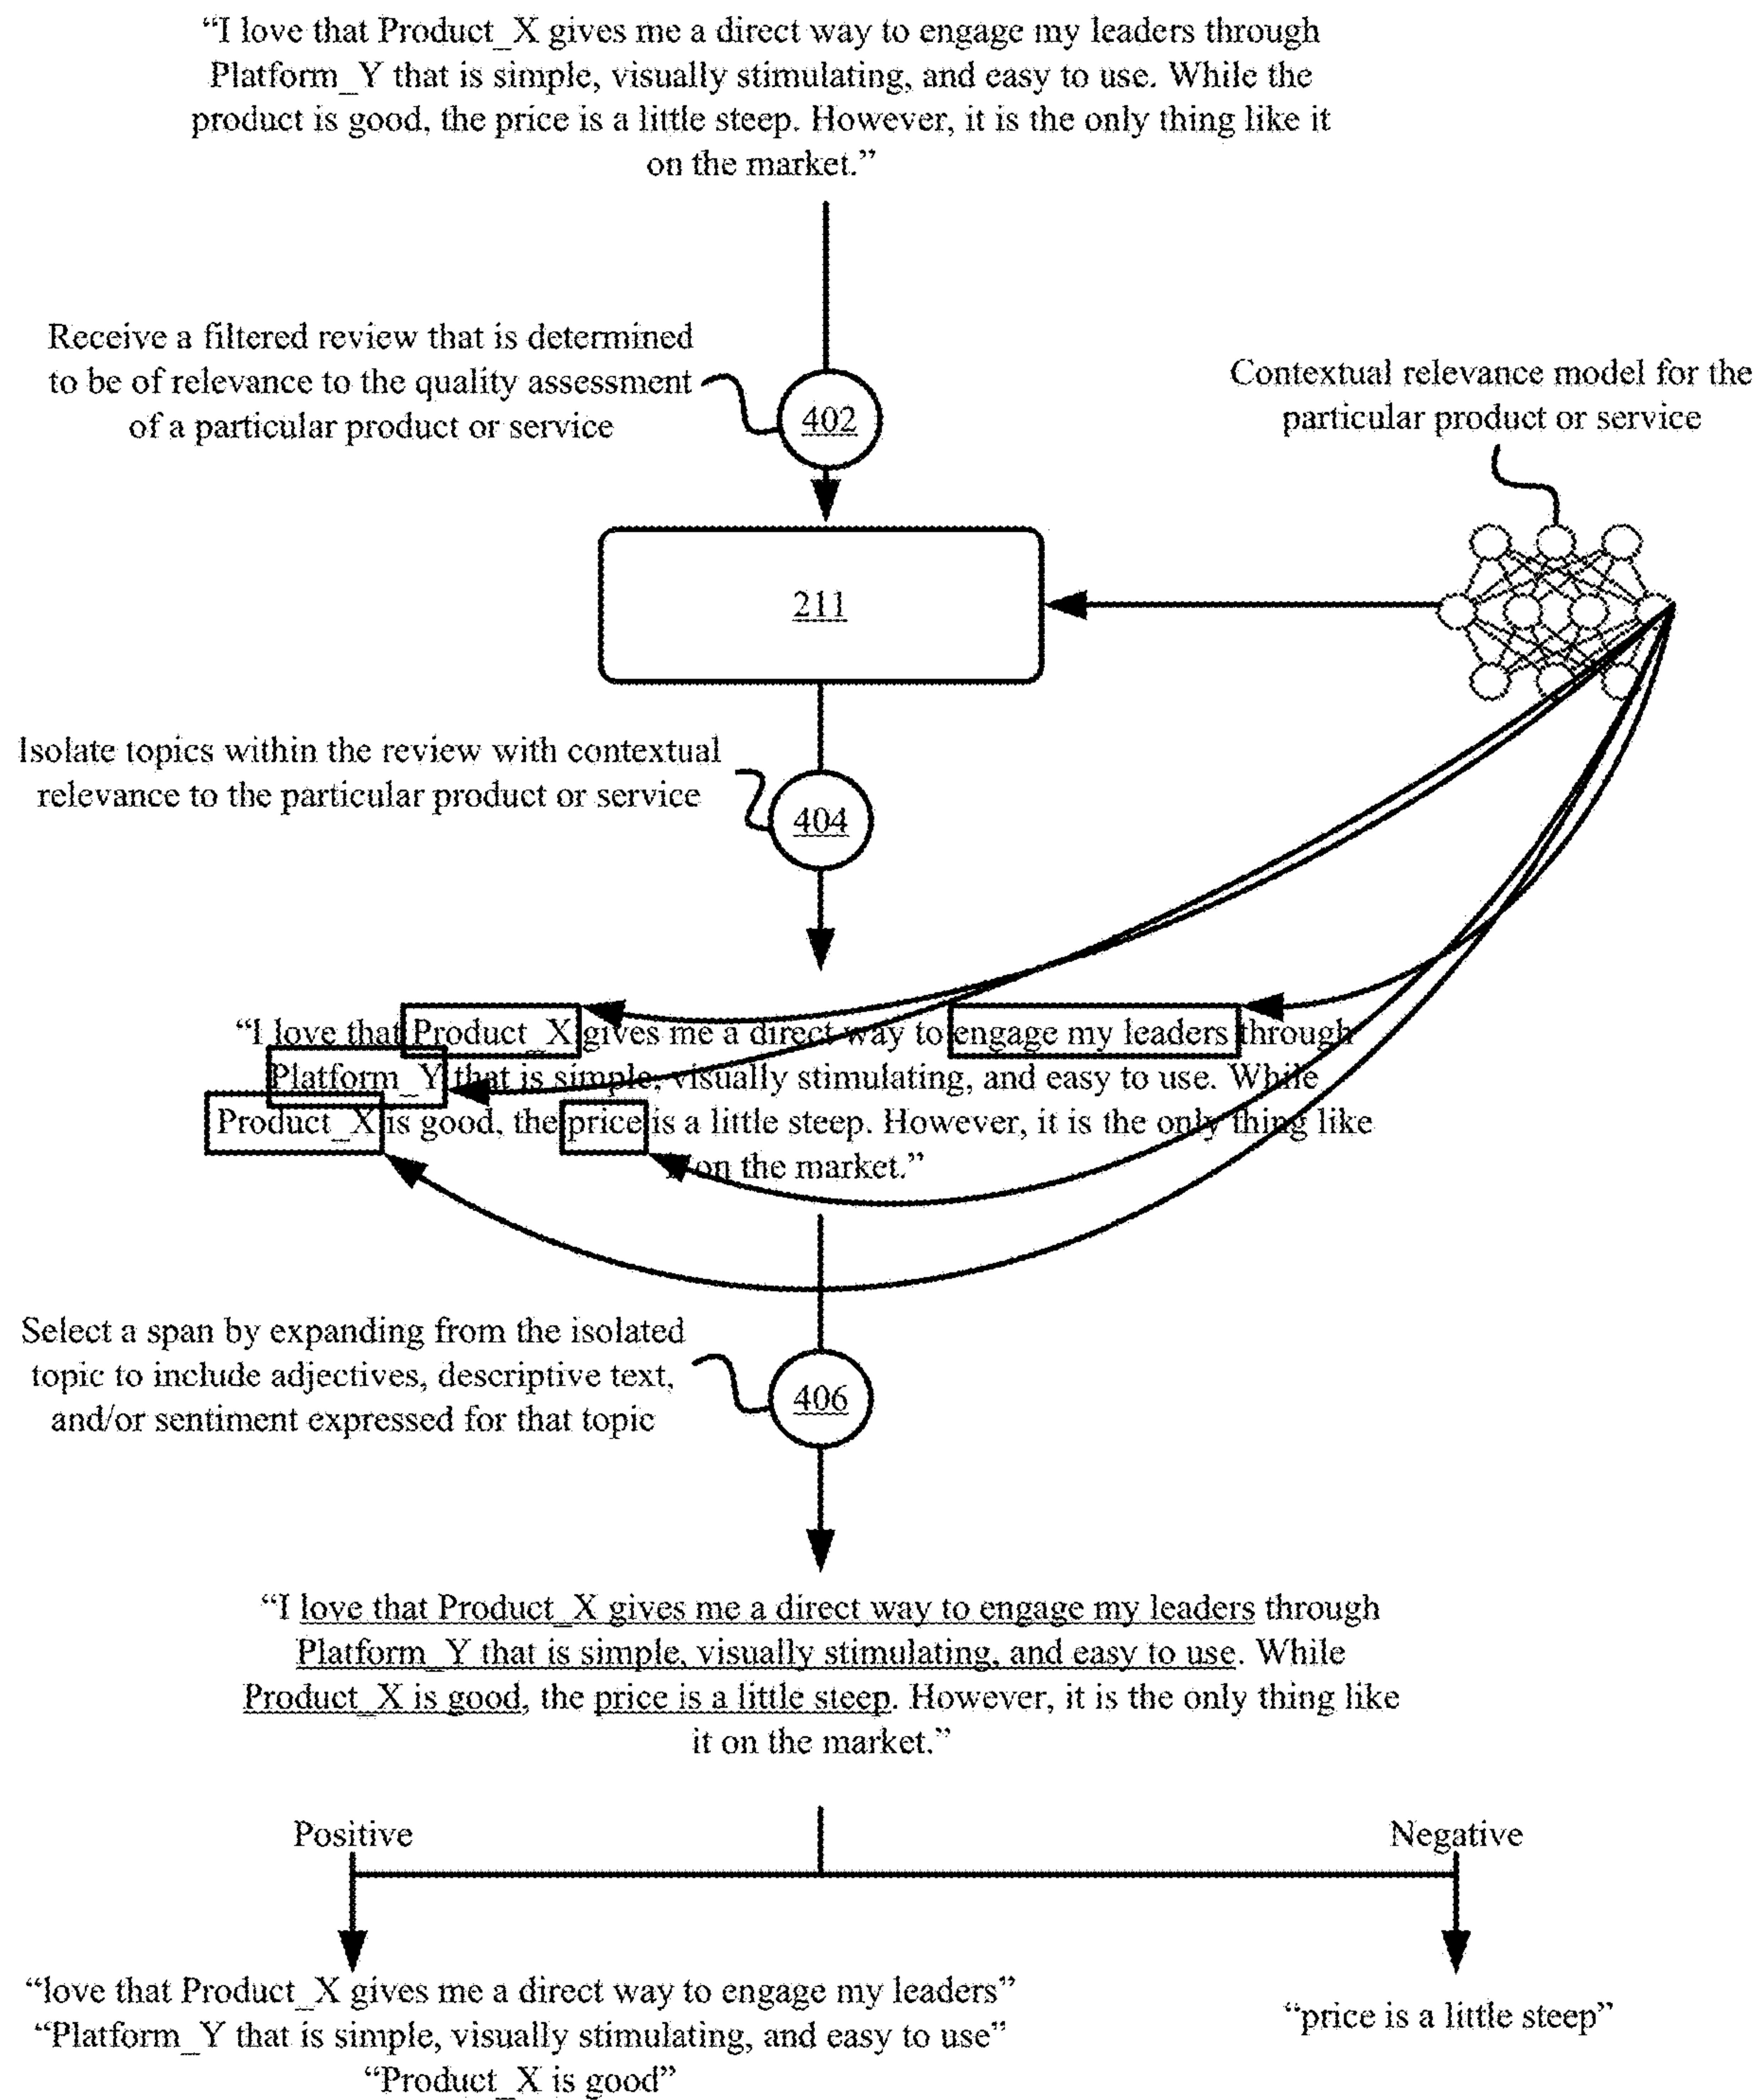 “I love that Product_X gives me a direct way to engage my leaders through
Platform_Y that is simple, visually stimulating, and easy to use. While the
product is good, the price is a little steep. However, it is the only thing like it
on the market.”
Receive a filtered review that is determined
to be of relevance to the quality assessment
of a particular product or service
402
Contextual relevance model for the
particular product or service
211
Isolate topics within the review with contextual
relevance to the particular product or service
404
“I love that Product_X gives me a direct way to engage my leaders through
Platform_Y that is simple, visually stimulating, and easy to use. While
Product_X is good, the price is a little steep. However, it is the only thing like
on the market.”
Select a span by expanding from the isolated
topic to include adjectives, descriptive text,
and/or sentiment expressed for that topic
406
“I love that Product_X gives me a direct way to engage my leaders through
Platform_Y that is simple, visually stimulating, and easy to use. While
Product_X is good, the price is a little steep. However, it is the only thing like
it on the market.”
Positive
Negative
“love that Product_X gives me a direct way to engage my leaders”
“Platform_Y that is simple, visually stimulating, and easy to use”
“Product_X is good”
“price is a little steep”